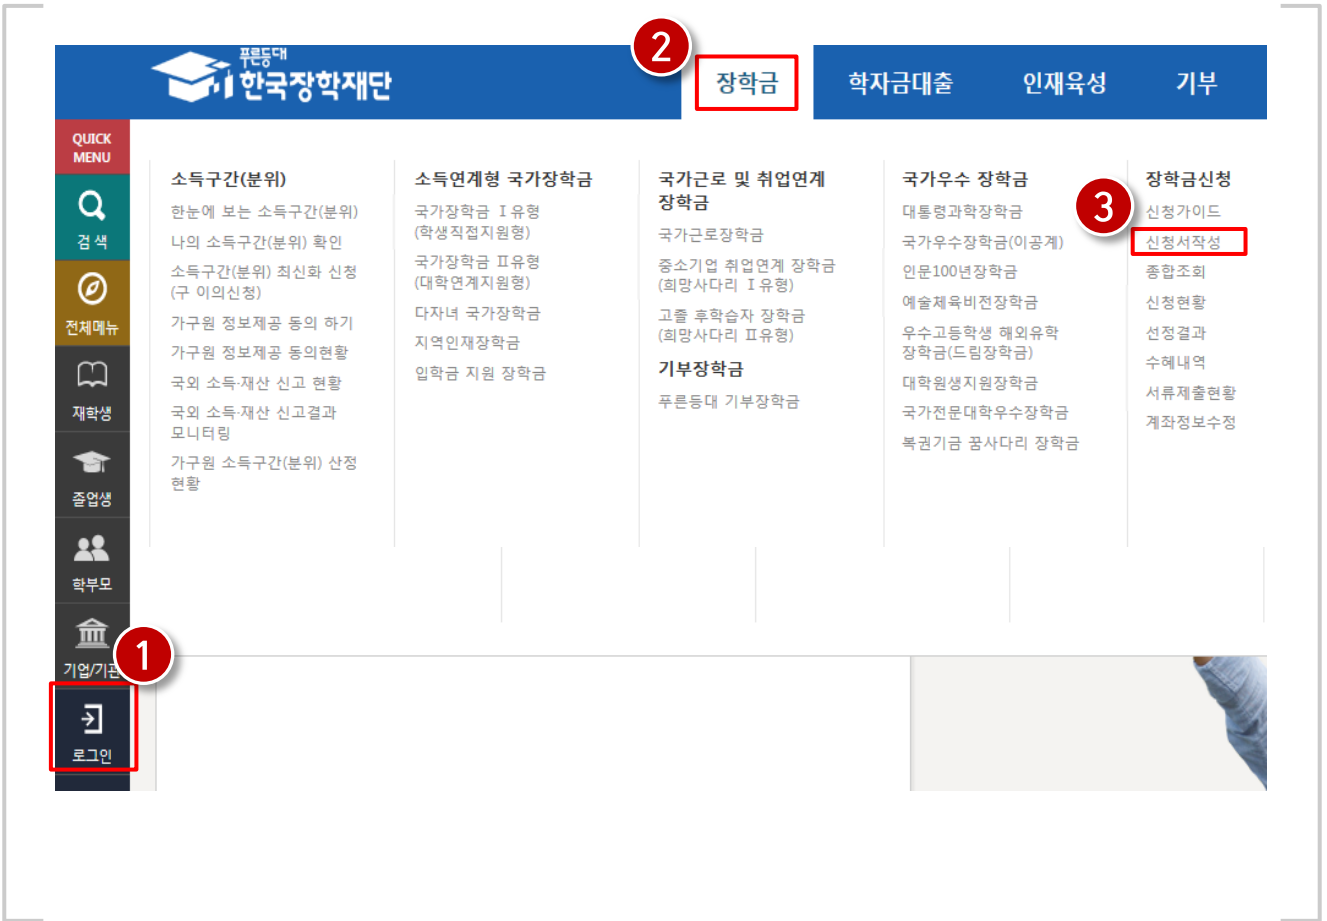 푸른등대
한국장학재단
2
장학금
학자금대출
인재육성
기부
QUICK
MENU
검색
전체메뉴
재학생
졸업생
학부모
기업/기관
1
로그인
소득구간(분위)
한눈에 보는 소득구간(분위)
나의 소득구간(분위) 확인
소득구간(분위) 최신화 신청
(구 이의신청)
가구원 정보제공 동의 하기
가구원 정보제공 동의현황
국외 소득·재산 신고 현황
국외 소득·재산 신고결과
모니터링
가구원 소득구간(분위) 산정
현황
소득연계형 국가장학금
국가장학금 Ⅰ유형
(학생직접지원형)
국가장학금 Ⅱ유형
(대학연계지원형)
다자녀 국가장학금
지역인재장학금
입학금 지원 장학금
국가근로 및 취업연계
장학금
국가근로장학금
중소기업 취업연계 장학금
(희망사다리 Ⅰ유형)
고졸 후학습자 장학금
(희망사다리 Ⅱ유형)
기부장학금
푸른등대 기부장학금
국가우수 장학금
대통령과학장학금
국가우수장학금(이공계)
인문100년장학금
예술체육비전장학금
우수고등학생 해외유학
장학금(드림장학금)
대학원생지원장학금
국가전문대학우수장학금
복권기금 꿈사다리 장학금
3
장학금신청
신청가이드
신청서작성
종합조회
신청현황
선정결과
수혜내역
서류제출현황
계좌정보수정